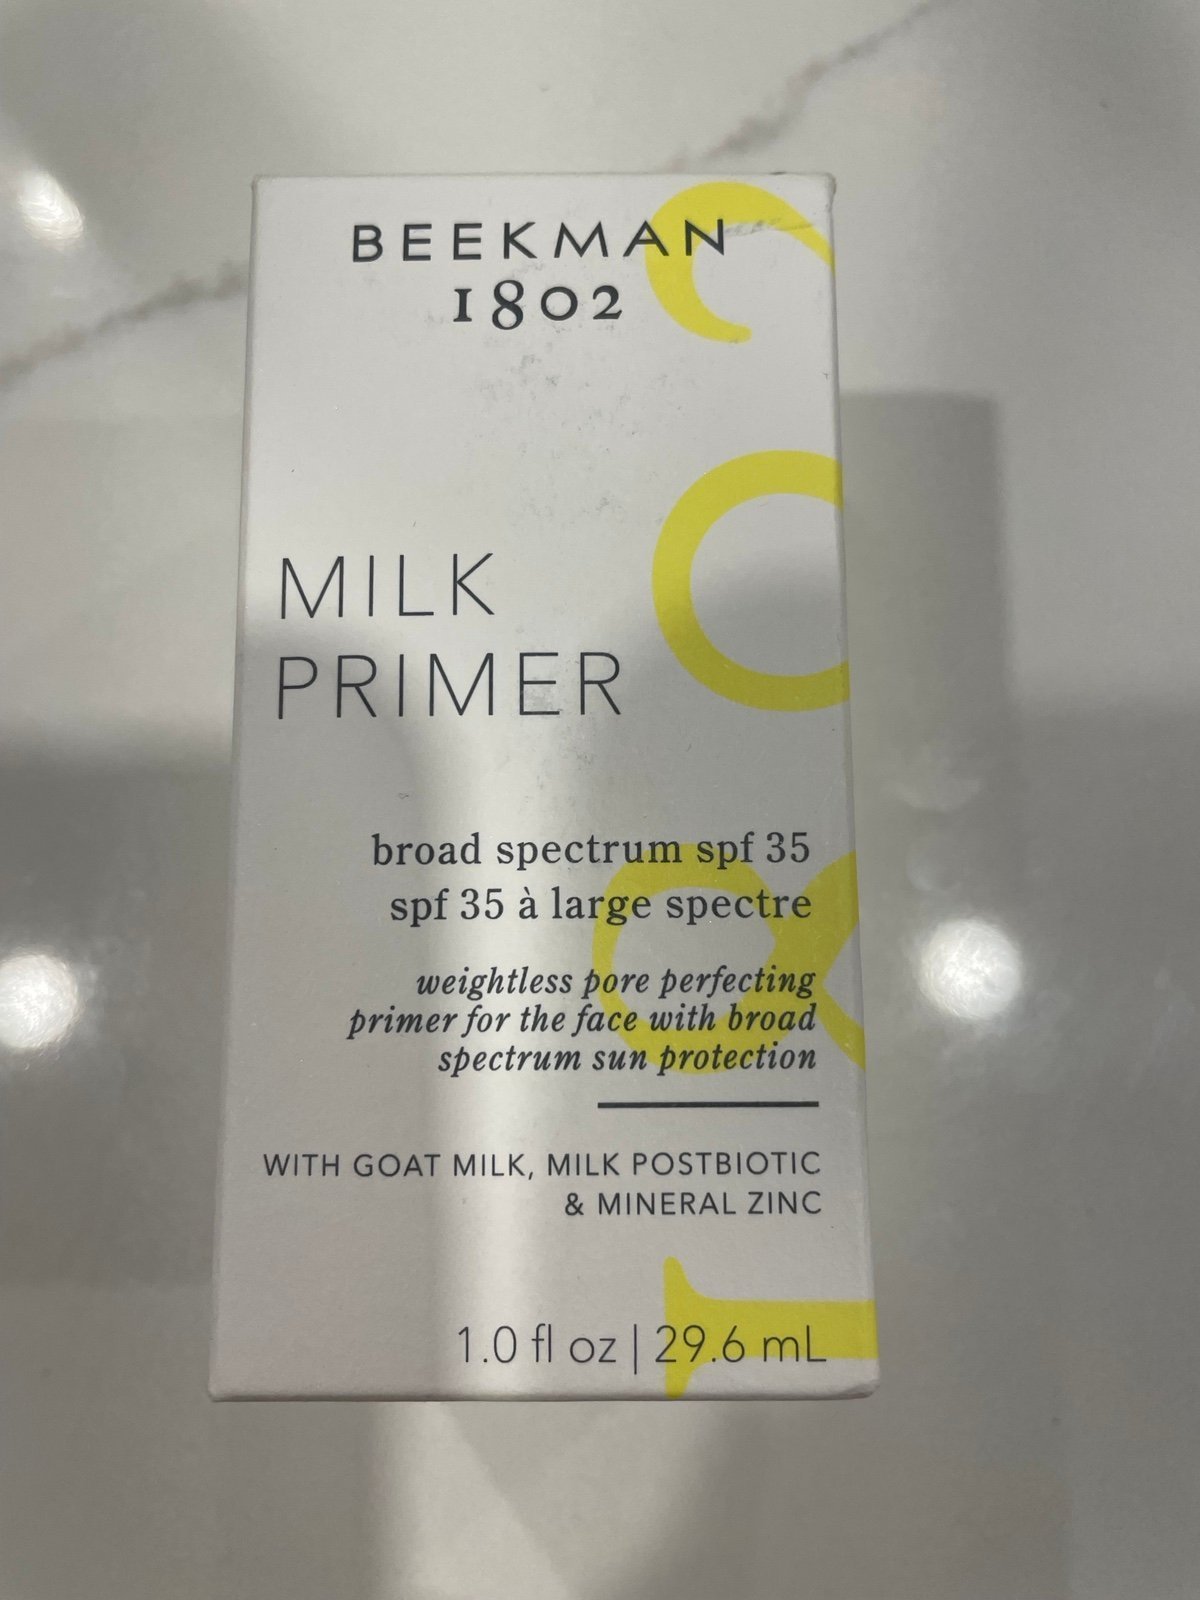 BEEKMAN
1802
MILK
PRIMER
broad spectrum spf 35
spf 35 à large spectre
weightless pore perfecting
primer for the face with broad
spectrum sun protection
WITH GOAT MILK, MILK POSTBIOTIC
& MINERAL ZINC
1.0 fl oz | 29.6 mL
1802